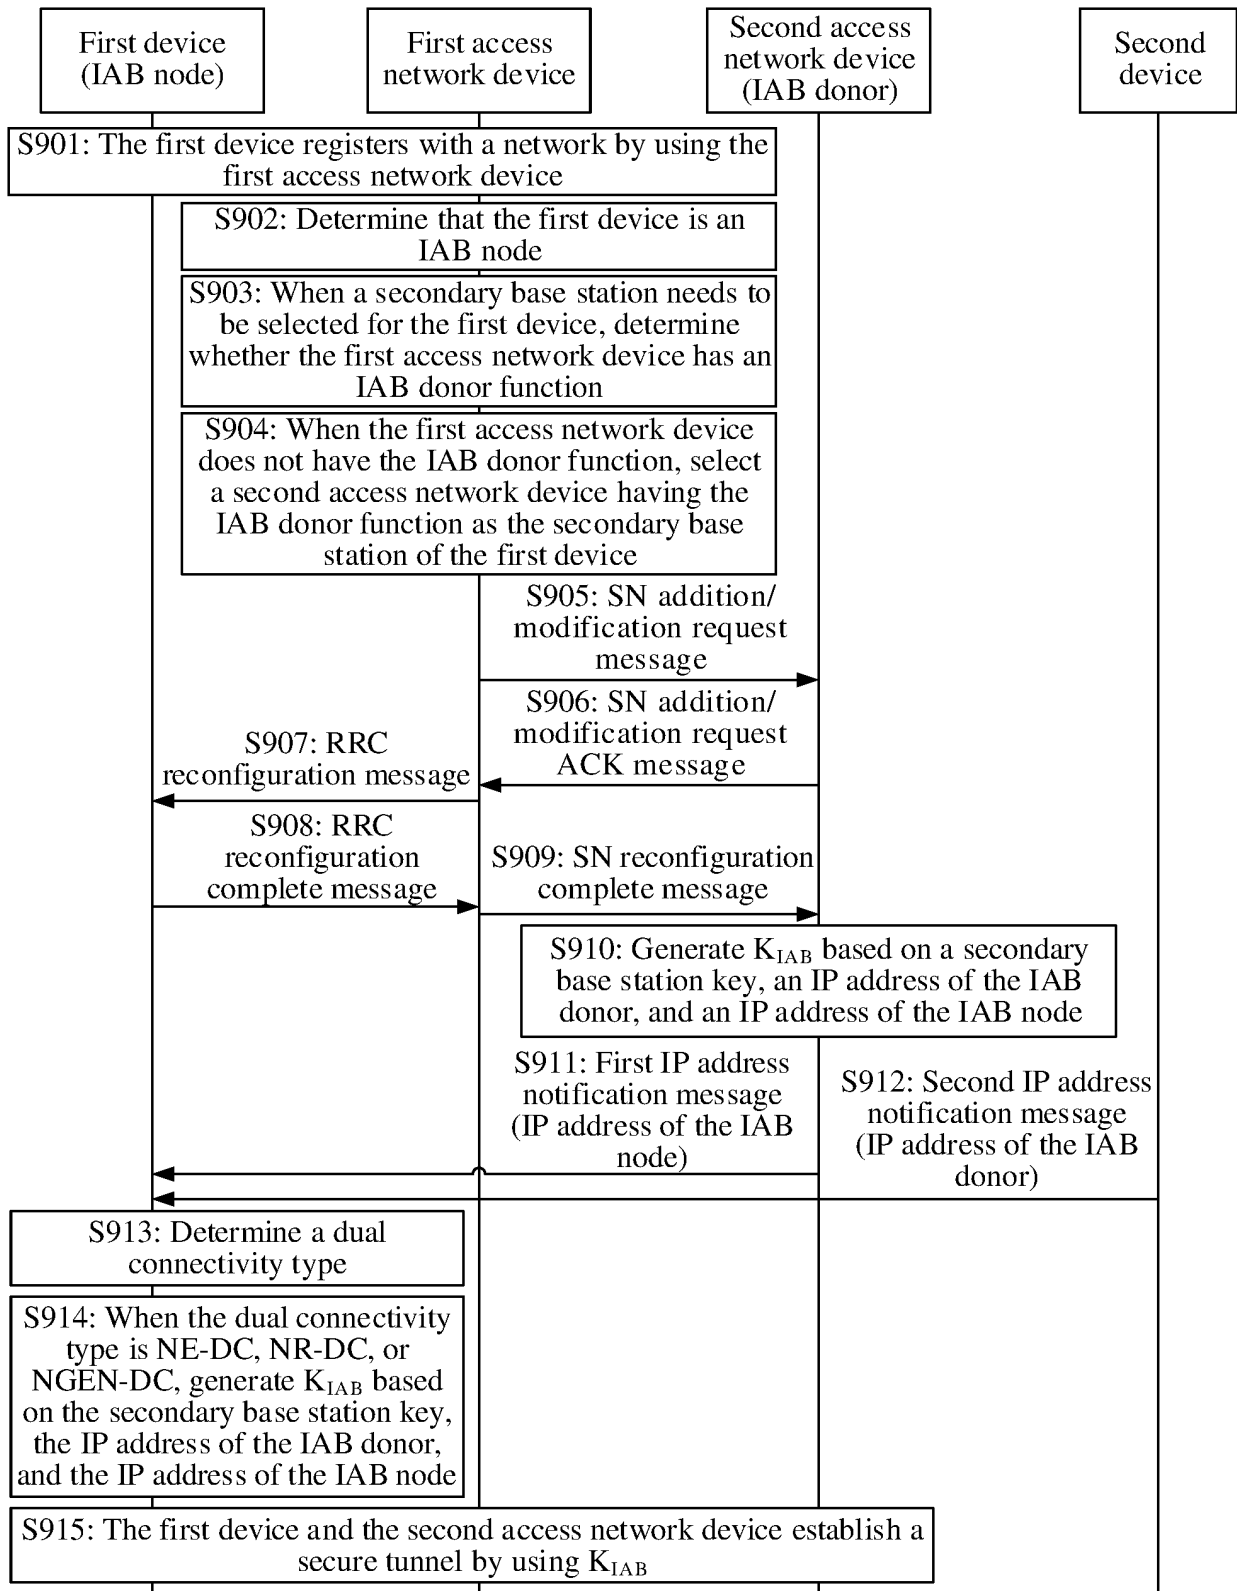 First device
(IAB node)
First access
network device
Second access
network device
(IAB donor)
Second
device
S901: The first device registers with a network by using the
first access network device
S902: Determine that the first device is an
IAB node
S903: When a secondary base station needs to
be selected for the first device, determine
whether the first access network device has an
IAB donor function
S904: When the first access network device
does not have the IAB donor function, select
a second access network device having the
IAB donor function as the secondary base
station of the first device
S905: SN addition/
modification request
message
S906: SN addition/
modification request
ACK message
S907: RRC
reconfiguration message
S908: RRC
reconfiguration
complete message
S909: SN reconfiguration
complete message
S910: Generate KIAB based on a secondary
base station key, an IP address of the IAB
donor, and an IP address of the IAB node
S911: First IP address
notification message
(IP address of the IAB
node)
S912: Second IP address
notification message
(IP address of the IAB
donor)
S913: Determine a dual
connectivity type
S914: When the dual connectivity
type is NE-DC, NR-DC, or
NGEN-DC, generate KIAB based
on the secondary base station key,
the IP address of the IAB donor,
and the IP address of the IAB node
S915: The first device and the second access network device establish a
secure tunnel by using KIAB